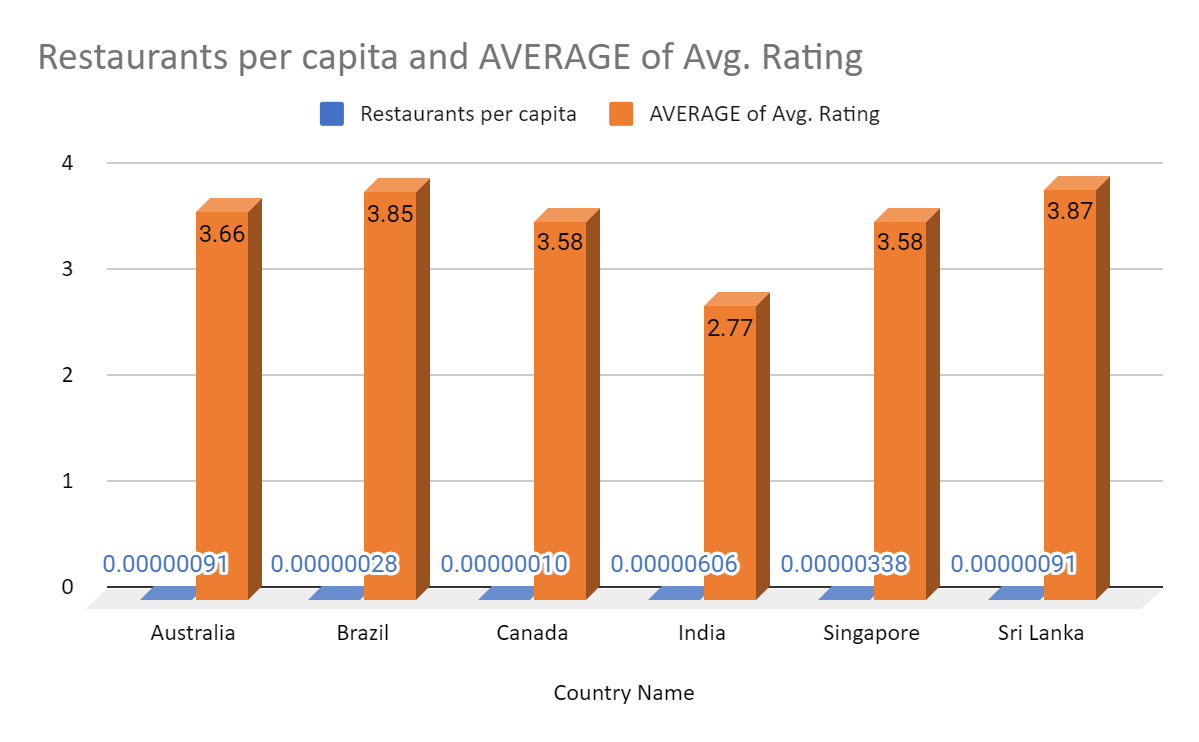 Restaurants per capita and AVERAGE of Avg. Rating
Restaurants per capita AVERAGE of Avg. Rating
4
3
2
1
0
3.66 3.85 3.58 2.77 3.58 3.87
0.00000091 0.00000028 0.00000010 0.00000606 0.00000338 0.00000091
Australia Brazil Canada India Singapore Sri Lanka
Country Name